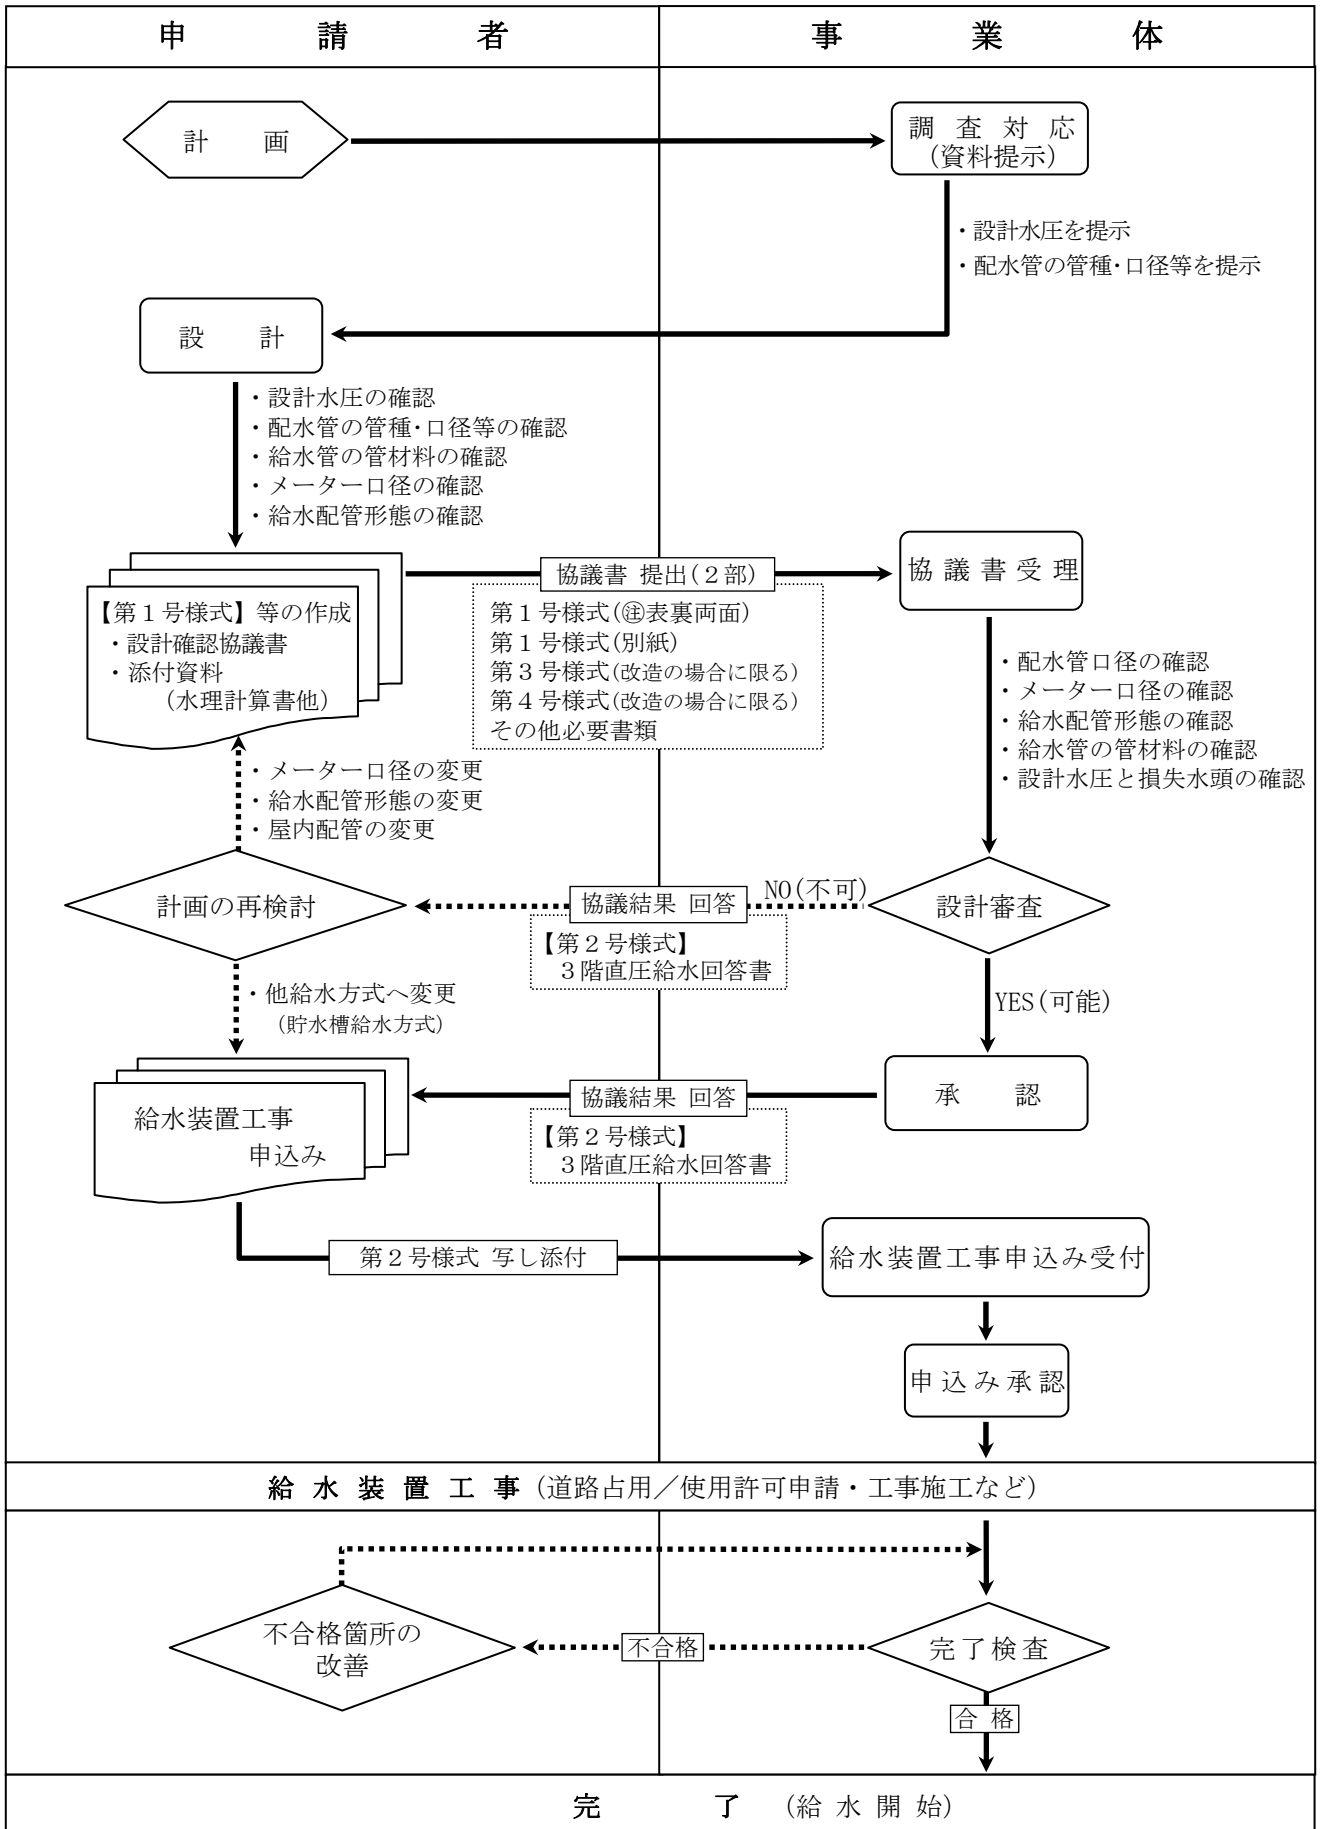 申請者
事業体
計画
調査対応
(資料提示)
・設計水圧を提示
・配水管の管種・口径等を提示
設計
・設計水圧の確認
・配水管の管種・口径等の確認
・給水管の管材料の確認
・メーター口径の確認
・給水配管形態の確認
【第１号様式】等の作成
・設計確認協議書
・添付資料
(水理計算書他)
協議書 提出(２部)
第１号様式(㊟表裏両面)
第１号様式(別紙)
第３号様式(改造の場合に限る)
第４号様式(改造の場合に限る)
その他必要書類
協議書受理
・配水管口径の確認
・メーター口径の確認
・給水配管形態の確認
・給水管の管材料の確認
・設計水圧と損失水頭の確認
・メーター口径の変更
・給水配管形態の変更
・屋内配管の変更
計画の再検討
協議結果 回答
NO(不可)
設計審査
【第２号様式】
３階直圧給水回答書
・他給水方式へ変更
(貯水槽給水方式)
YES(可能)
給水装置工事
申込み
協議結果 回答
承認
【第２号様式】
３階直圧給水回答書
第２号様式 写し添付
給水装置工事申込み受付
申込み承認
給水装置工事(道路占用／使用許可申請・工事施工など)
不合格箇所の
改善
不合格
完了検査
合格
完了 (給水開始)